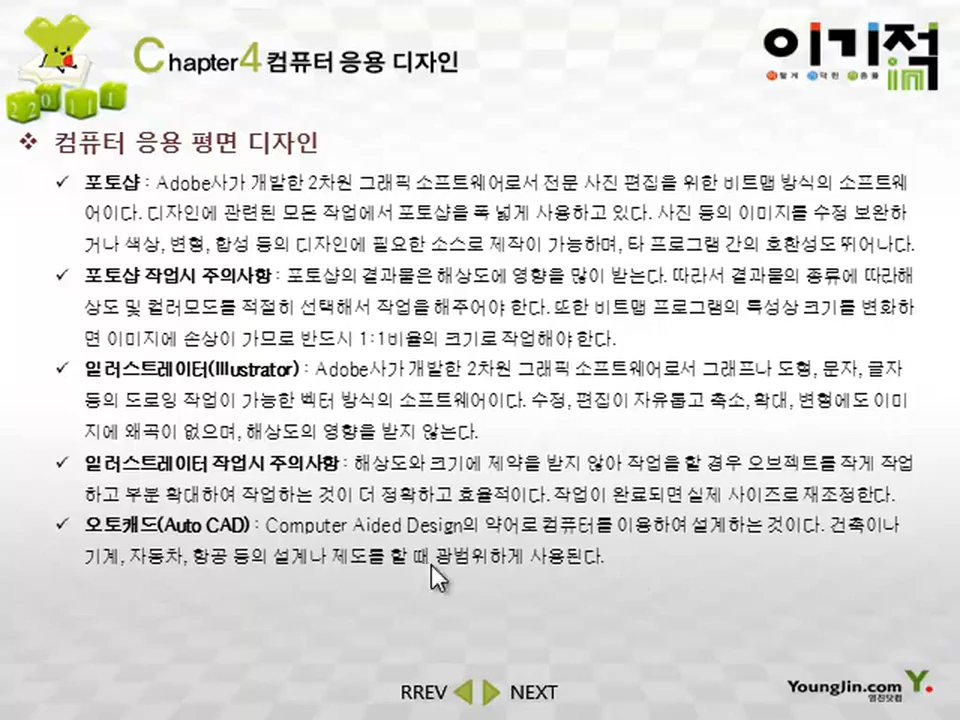 Chapter4 컴퓨터 응용 디자인
이기적in
이렇게 기막힌 적중률
2011
❖ 컴퓨터 응용 평면 디자인
✓ 포토샵 : Adobe사가 개발한 2차원 그래픽 소프트웨어로서 전문 사진 편집을 위한 비트맵 방식의 소프트웨
어이다. 디자인에 관련된 모든 작업에서 포토샵을 폭 넓게 사용하고 있다. 사진 등의 이미지를 수정 보완하
거나 색상, 변형, 합성 등의 디자인에 필요한 소스로 제작이 가능하며, 타 프로그램 간의 호환성도 뛰어나다.
✓ 포토샵 작업시 주의사항 : 포토샵의 결과물은 해상도에 영향을 많이 받는다. 따라서 결과물의 종류에 따라 해
상도 및 컬러모드를 적절히 선택해서 작업을 해주어야 한다. 또한 비트맵 프로그램의 특성상 크기를 변화하
면 이미지에 손상이 가므로 반드시 1:1비율의 크기로 작업해야 한다.
✓ 일러스트레이터(Illustrator) : Adobe사가 개발한 2차원 그래픽 소프트웨어로서 그래프나 도형, 문자, 글자
등의 드로잉 작업이 가능한 벡터 방식의 소프트웨어이다. 수정, 편집이 자유롭고 축소, 확대, 변형에도 이미
지에 왜곡이 없으며, 해상도의 영향을 받지 않는다.
✓ 일러스트레이터 작업시 주의사항 : 해상도와 크기에 제약을 받지 않아 작업을 할 경우 오브젝트를 작게 작업
하고 부분 확대하여 작업하는 것이 더 정확하고 효율적이다. 작업이 완료되면 실제 사이즈로 재조정한다.
✓ 오토캐드(Auto CAD) : Computer Aided Design의 약어로 컴퓨터를 이용하여 설계하는 것이다. 건축이나
기계, 자동차, 항공 등의 설계나 제도를 할 때 광범위하게 사용된다.
RREV NEXT
YoungJin.com Y.
영진닷컴